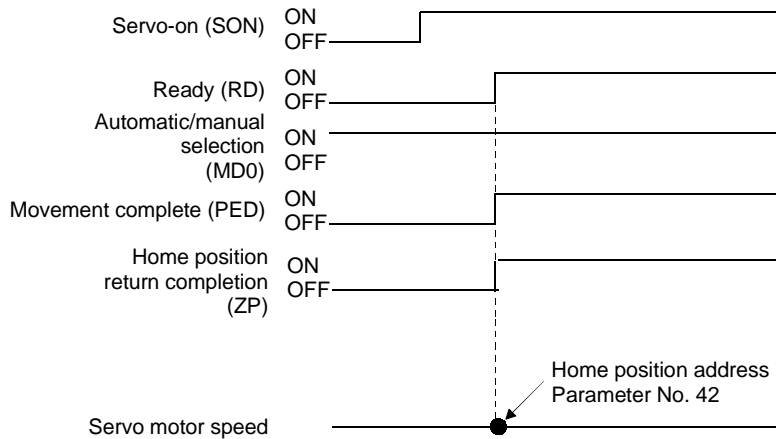 Servo-on (SON)
ON
OFF
Ready (RD)
ON
OFF
Automatic/manual
selection
(MD0)
ON
OFF
Movement complete (PED)
ON
OFF
Home position
return completion
(ZP)
ON
OFF
Home position address
Parameter No. 42
Servo motor speed